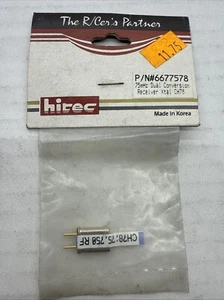 The R/Cer's Partner
11.75
P/N#6677578
75mHz Dual Conversion
Receiver Xtal CH78
hitec
Made in Korea
CH78:75.750 RF